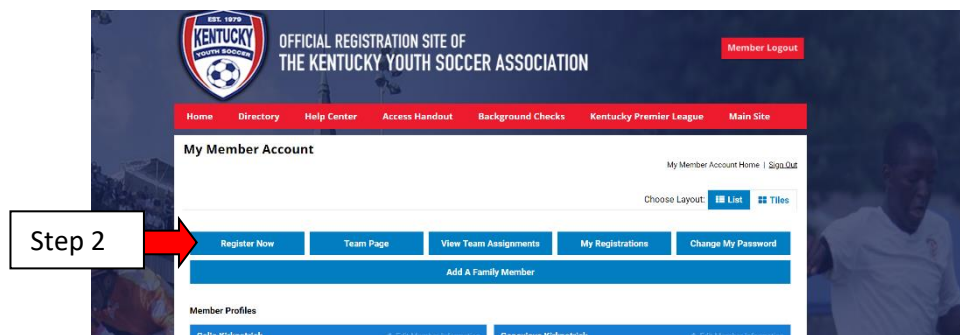 EST. 1979
KENTUCKY
YOUTH SOCCER
OFFICIAL REGISTRATION SITE OF
THE KENTUCKY YOUTH SOCCER ASSOCIATION
Member Logout
Home Directory Help Center Access Handout Background Checks Kentucky Premier League Main Site
My Member Account
My Member Account Home | Sign Out
Choose Layout: List Tiles
Step 2
Register Now Team Page View Team Assignments My Registrations Change My Password
Add A Family Member
Member Profiles